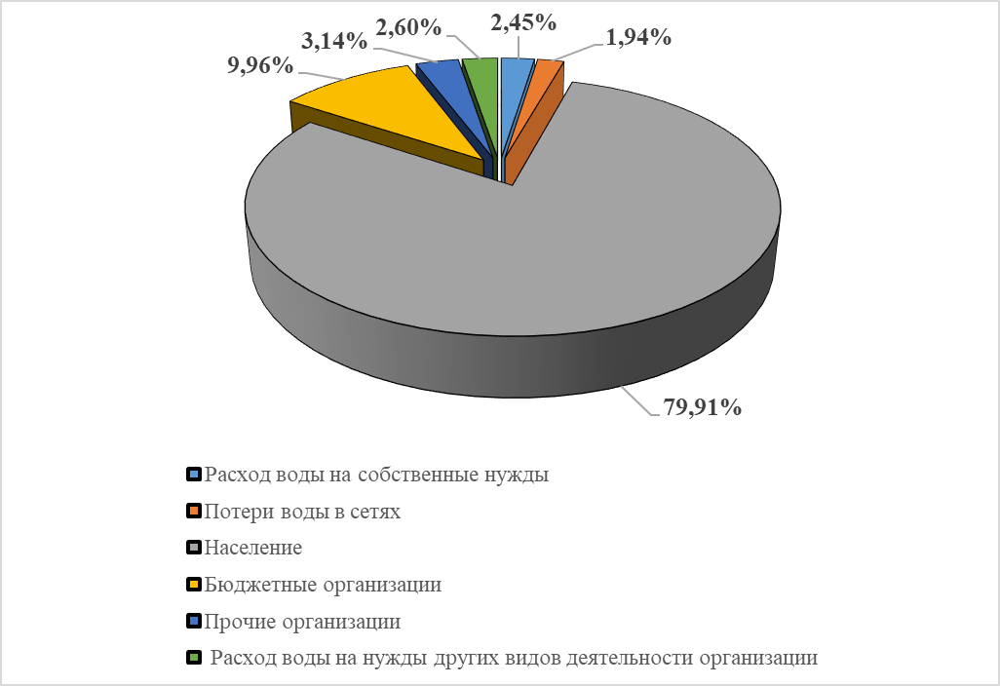 2,45%
2,60%
1,94%
3,14%
9,96%
79,91%
Расход воды на собственные нужды
Потери воды в сетях
Население
Бюджетные организации
Прочие организации
Расход воды на нужды других видов деятельности организации